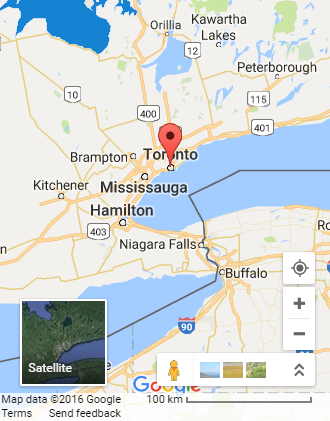 Orillia
Kawartha
Lakes
12
Peterborough
10
400
115
401
Brampton
Toronto
Kitchener
Mississauga
Hamilton
403
Niagara Falls
Buffalo
90
Satellite
Google
Map data ©2016 Google
100 km
Terms
Send feedback